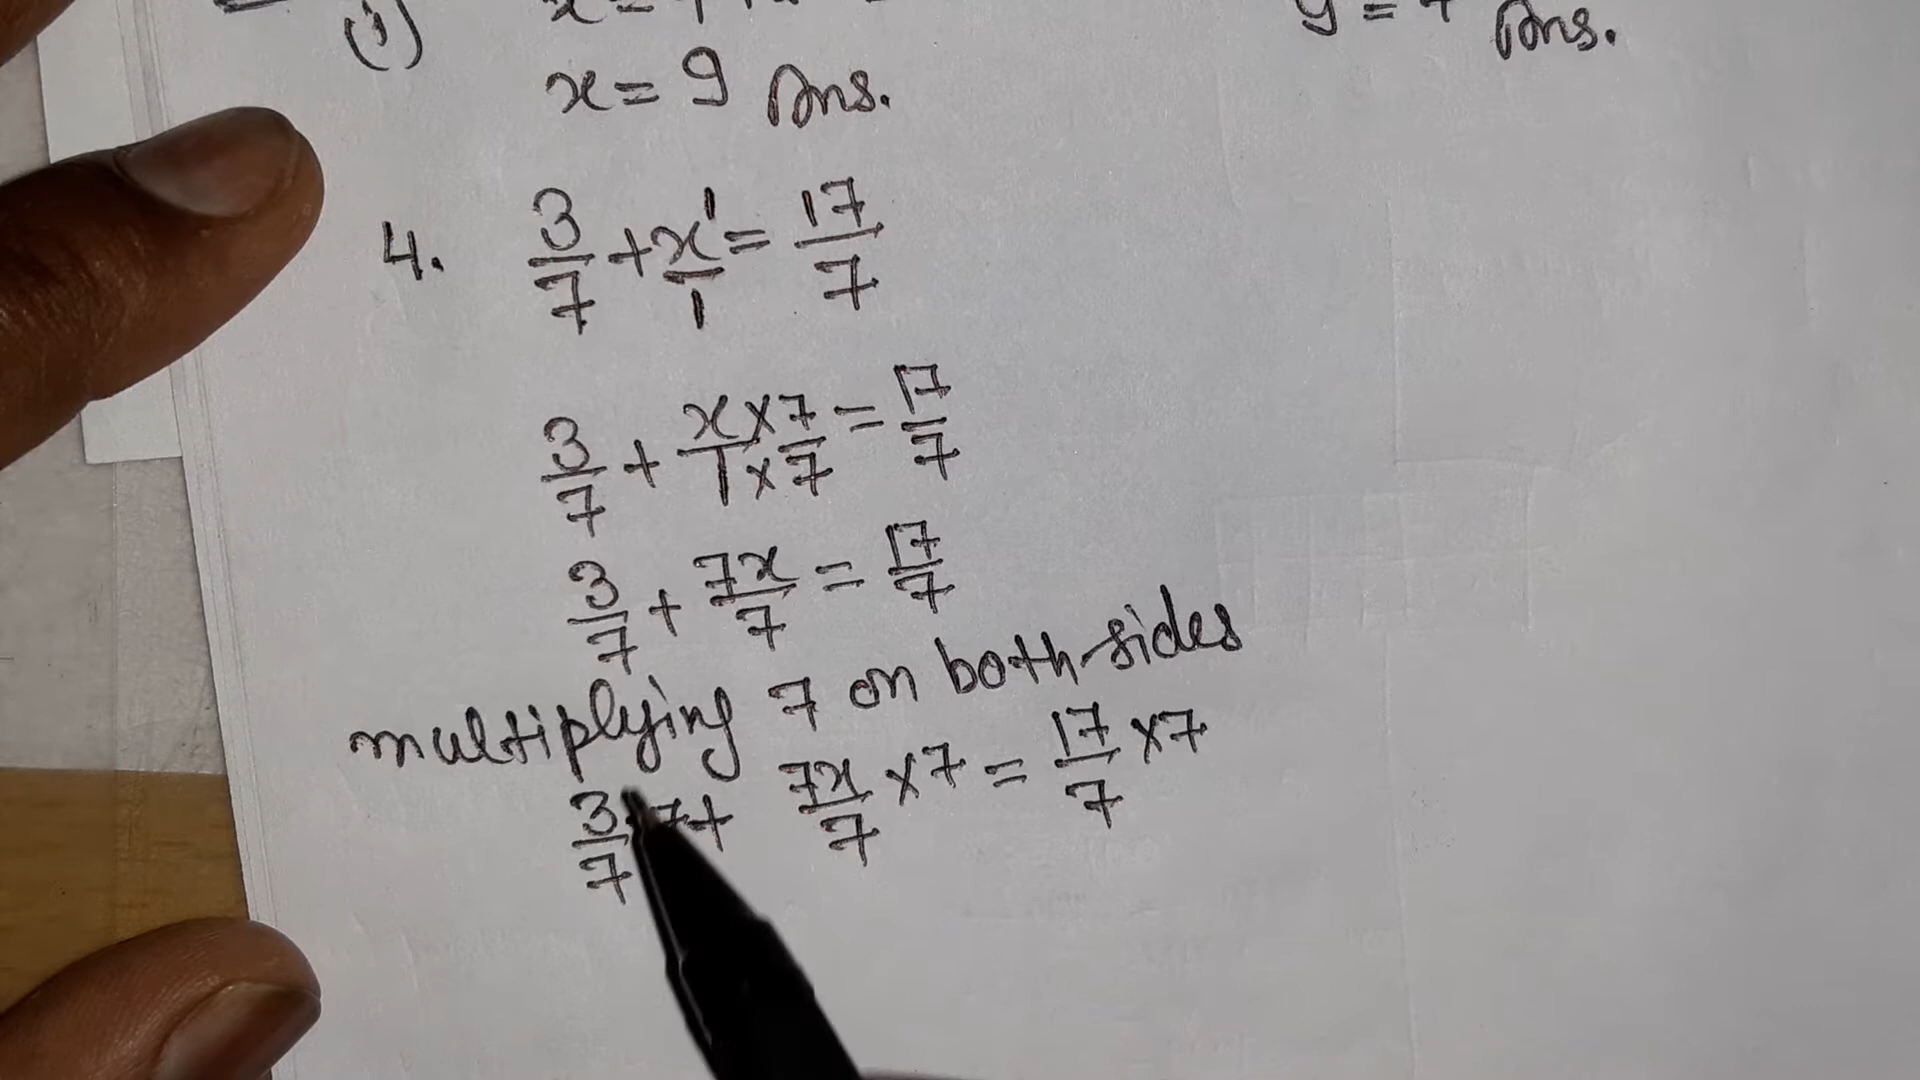 (i)
x = 9 Ans.
y = Ans.
4. 3/7 + x/1 = 17/7
3/7 + x×7/1×7 = 17/7
3/7 + 7x/7 = 17/7
multiplying 7 on both sides
3/7 ×7 + 7x/7 ×7 = 17/7 ×7